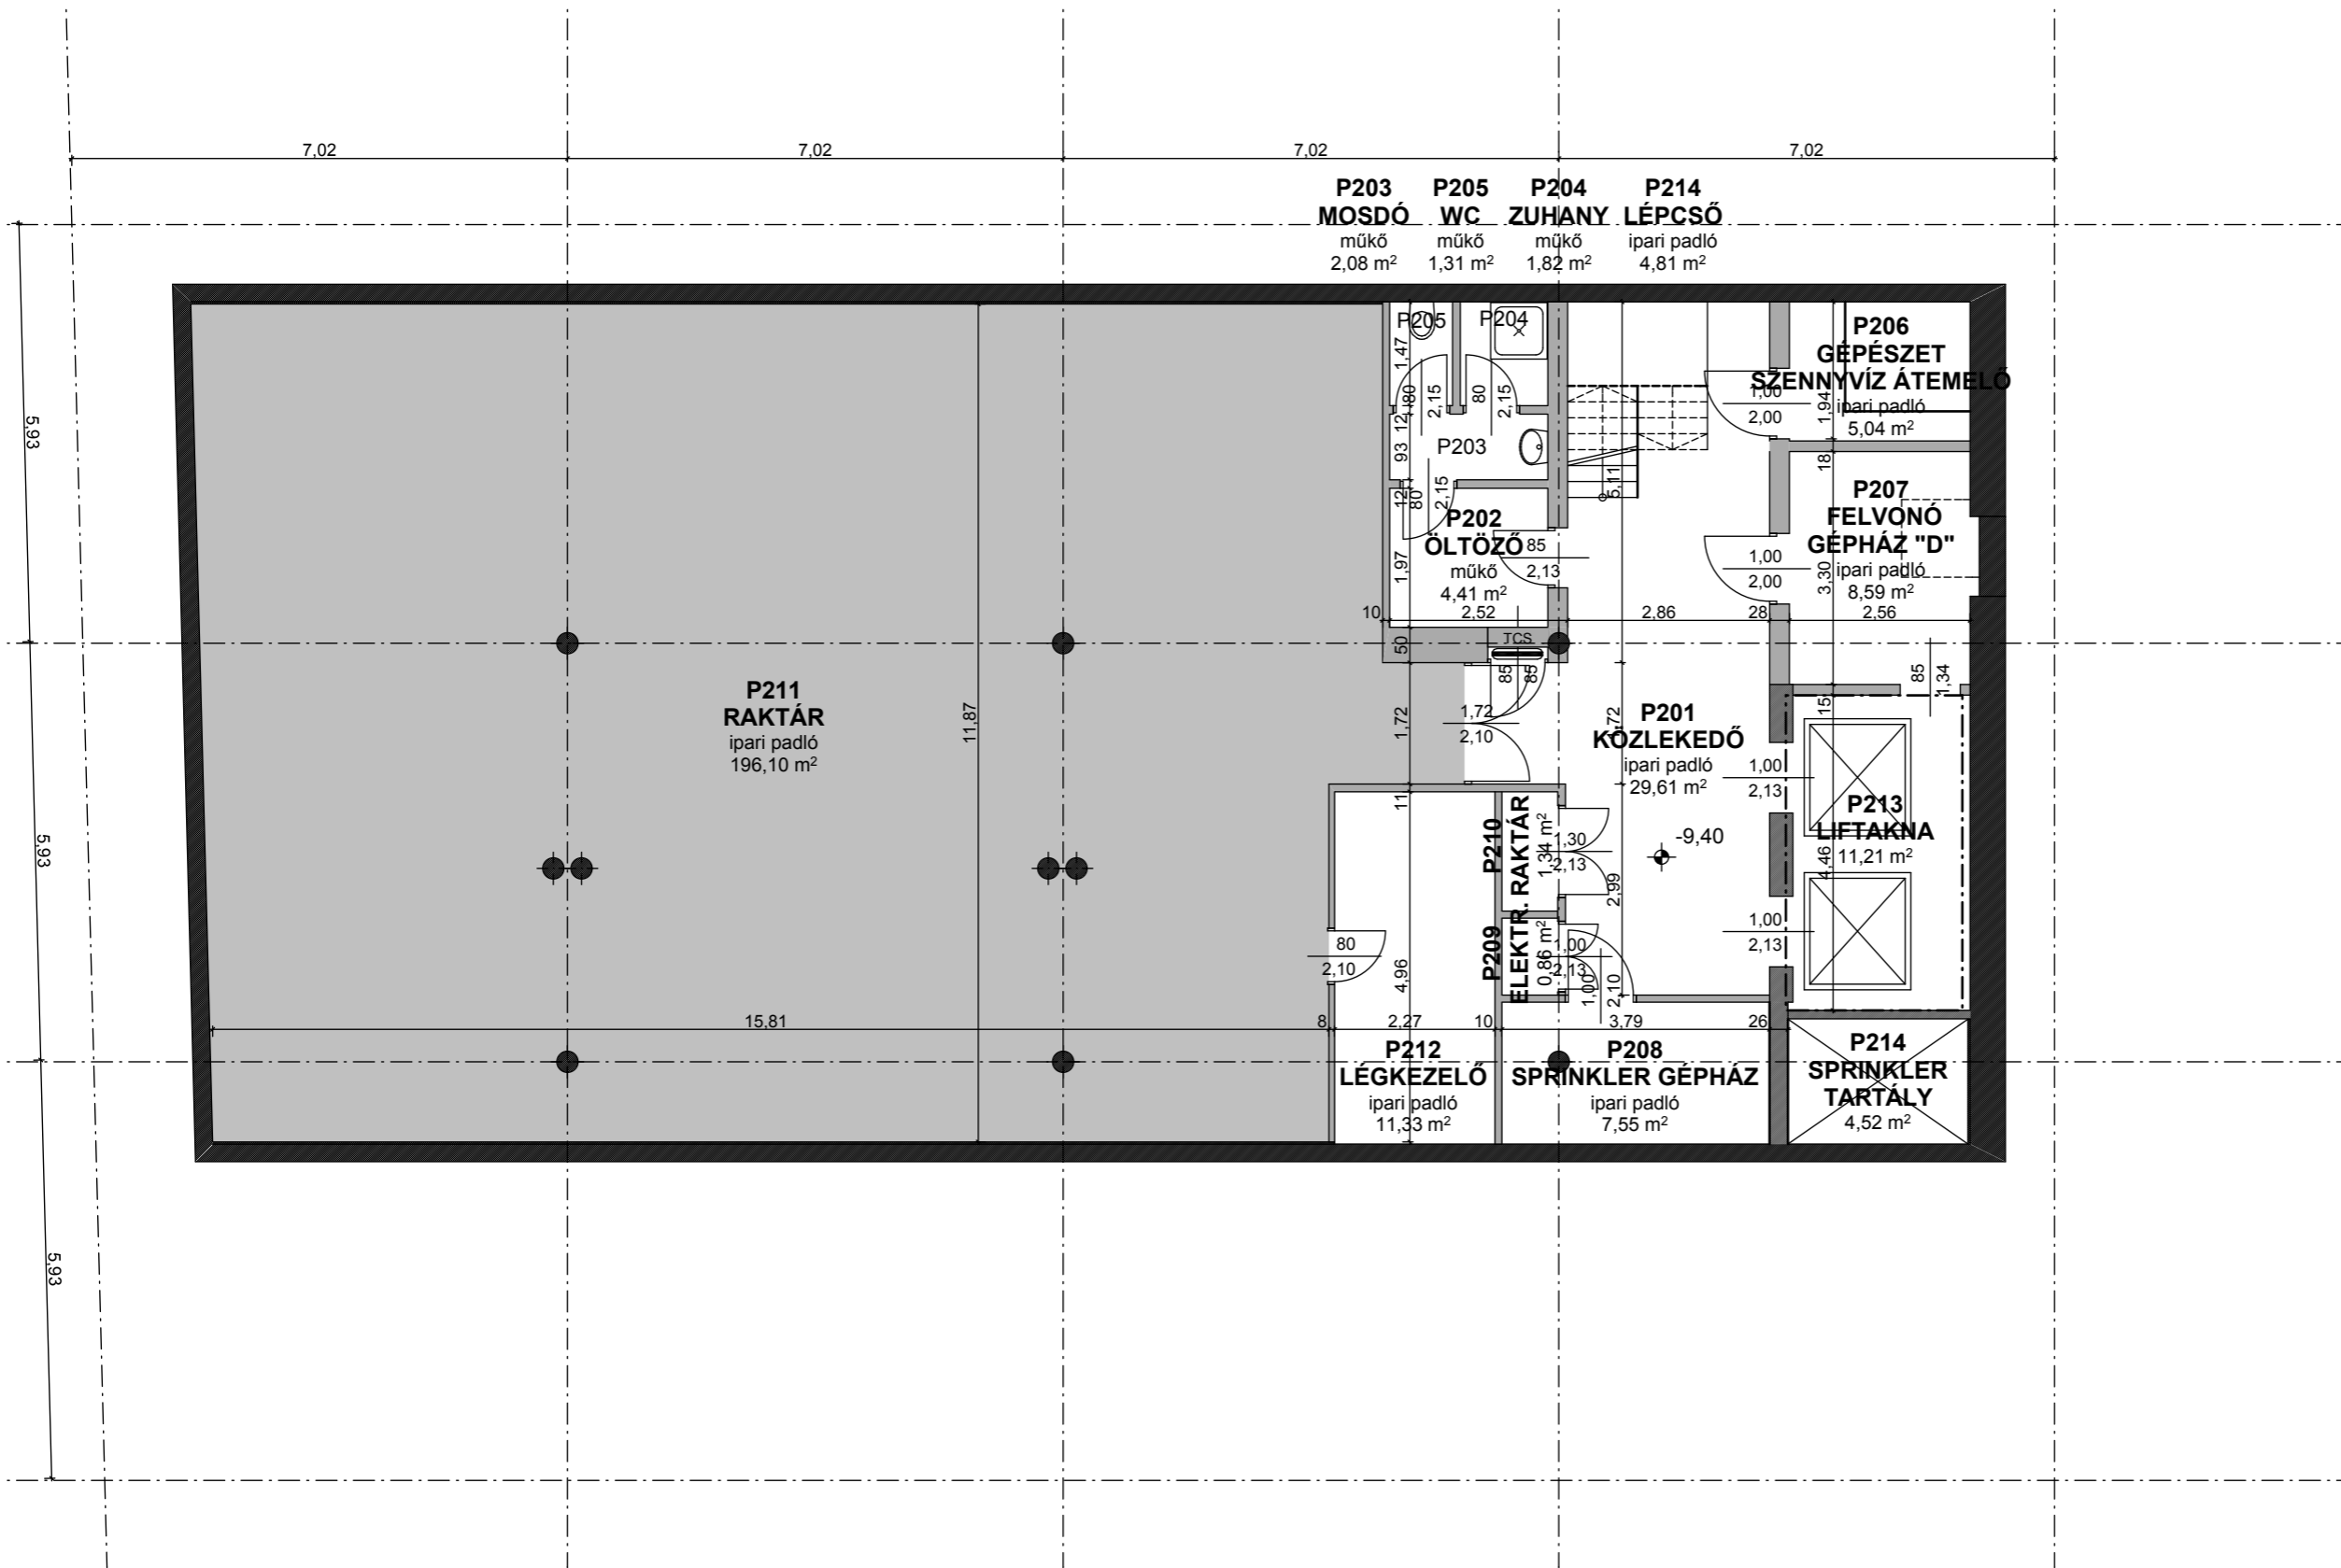 7,02
7,02
7,02
7,02
P203
MOSDÓ
műkő
2,08 m²
P205
WC
műkő
1,31 m²
P204
ZUHANY
műkő
1,82 m²
P214
LÉPCSŐ
ipari padló
4,81 m²
5,93
5,93
5,93
P205
P204
1,47
80
2,15
80
2,15
12
93
P203
12
80
2,15
1,97
P202
ÖLTÖZŐ
műkő
4,41 m²
85
2,13
5,11
P206
GÉPÉSZET
SZENNYVÍZ ÁTEMELŐ
ipari padló
5,04 m²
1,00
2,00
1,94
18
P207
FELVONÓ
GÉPHÁZ "D"
ipari padló
8,59 m²
1,00
2,00
3,30
10
2,52
2,86
28
2,56
50
TCS
85
85
85
1,34
15
P211
RAKTÁR
ipari padló
196,10 m²
11,87
1,72
1,72
2,10
1,72
P201
KÖZLEKEDŐ
ipari padló
29,61 m²
1,00
2,13
P213
LIFTAKNA
11,21 m²
4,46
-9,40
11
P210
P209
ELEKTR. RAKTÁR
1,34 m²
0,86 m²
1,30
2,13
2,99
1,00
2,13
1,00
2,10
1,00
2,13
80
2,10
4,96
15,81
8
2,27
10
3,79
26
P212
LÉGKEZELŐ
ipari padló
11,33 m²
P208
SPRINKLER GÉPHÁZ
ipari padló
7,55 m²
P214
SPRINKLER
TARTÁLY
4,52 m²